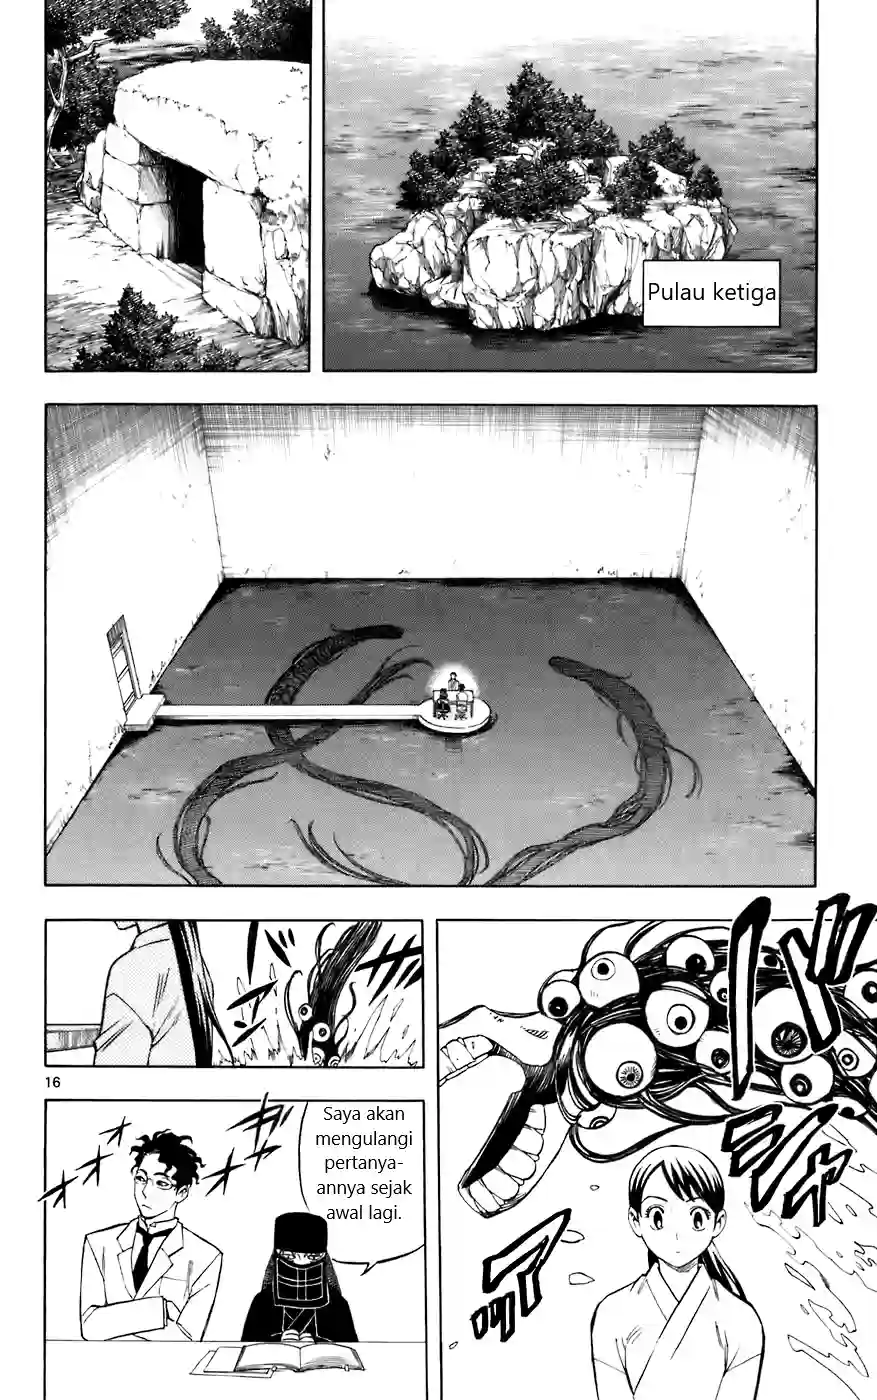 Pulau ketiga
16
Saya akan
mengulangi
pertanya-
annya sejak
awal lagi.